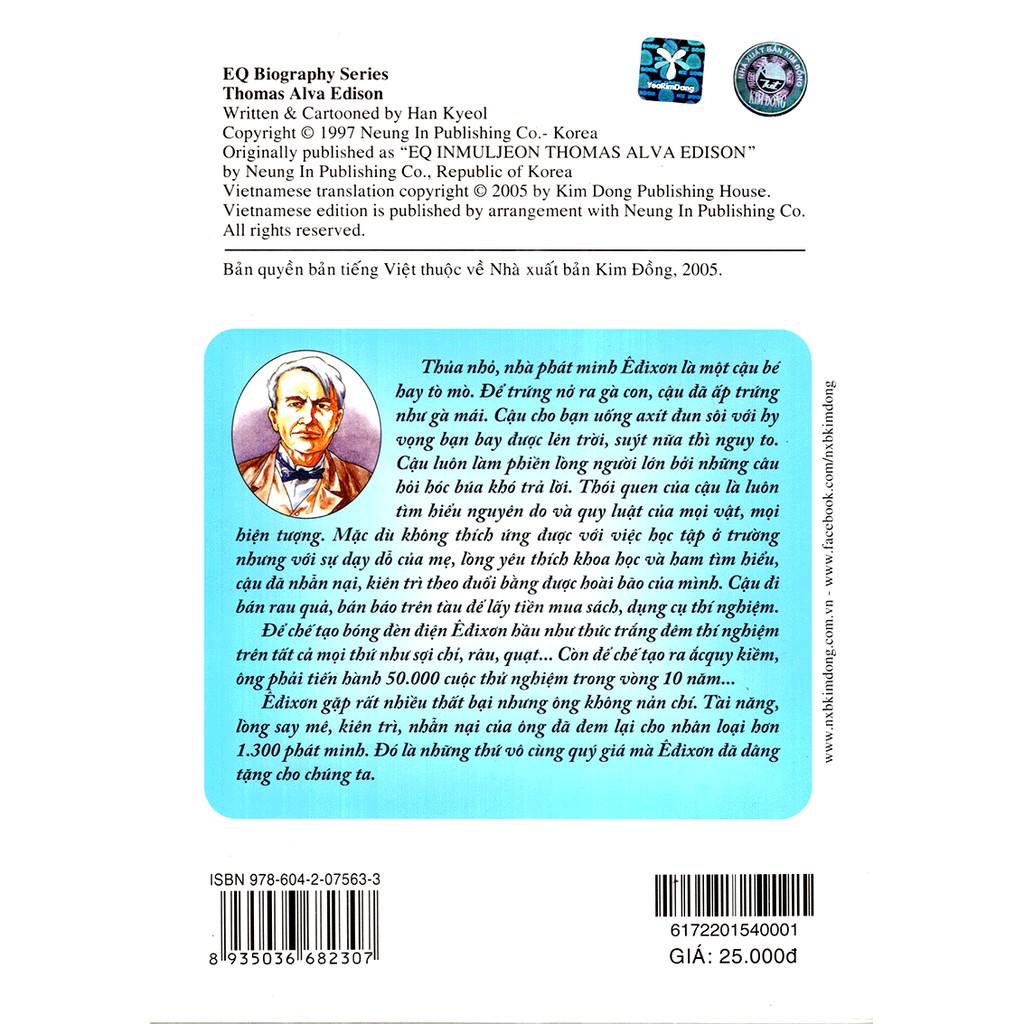 EQ Biography Series
Thomas Alva Edison
Written & Cartooned by Han Kyeol
Copyright © 1997 Neung In Publishing Co.- Korea
Originally published as “EQ INMULJEON THOMAS ALVA EDISON”
by Neung In Publishing Co., Republic of Korea
Vietnamese translation copyright © 2005 by Kim Dong Publishing House.
Vietnamese edition is published by arrangement with Neung In Publishing Co.
All rights reserved.
YeaKimDang
NHÀ XUẤT BẢN KIM ĐỒNG
KIM ĐỒNG
Bản quyền bản tiếng Việt thuộc về Nhà xuất bản Kim Đồng, 2005.
Thủa nhỏ, nhà phát minh Êđixơn là một cậu bé
hay tò mò. Để trứng nở ra gà con, cậu đã ấp trứng
như gà mái. Cậu cho bạn uống axít đun sôi với hy
vọng bạn bay được lên trời, suýt nữa thì nguy to.
Cậu luôn làm phiền lòng người lớn bởi những câu
hỏi hóc búa khó trả lời. Thói quen của cậu là luôn
tìm hiểu nguyên do và quy luật của mọi vật, mọi
hiện tượng. Mặc dù không thích ứng được với việc học tập ở trường
nhưng với sự dạy dỗ của mẹ, lòng yêu thích khoa học và ham tìm hiểu,
cậu đã nhẫn nại, kiên trì theo đuổi bằng được hoài bão của mình. Cậu đi
bán rau quả, bán báo trên tàu để lấy tiền mua sách, dụng cụ thí nghiệm.
Để chế tạo bóng đèn điện Êđixơn hầu như thức trắng đêm thí nghiệm
trên tất cả mọi thứ như sợi chỉ, râu, quạt... Còn để chế tạo ra ắcquy kiềm,
ông phải tiến hành 50.000 cuộc thử nghiệm trong vòng 10 năm...
Êđixơn gặp rất nhiều thất bại nhưng ông không nản chí. Tài năng,
lòng say mê, kiên trì, nhẫn nại của ông đã đem lại cho nhân loại hơn
1.300 phát minh. Đó là những thứ vô cùng quý giá mà Êđixơn đã dâng
tặng cho chúng ta.
www.nxbkimdong.com.vn - www.facebook.com/nxbkimdong
ISBN 978-604-2-07563-3
8 935036 682307
6172201540001
GIÁ: 25.000đ